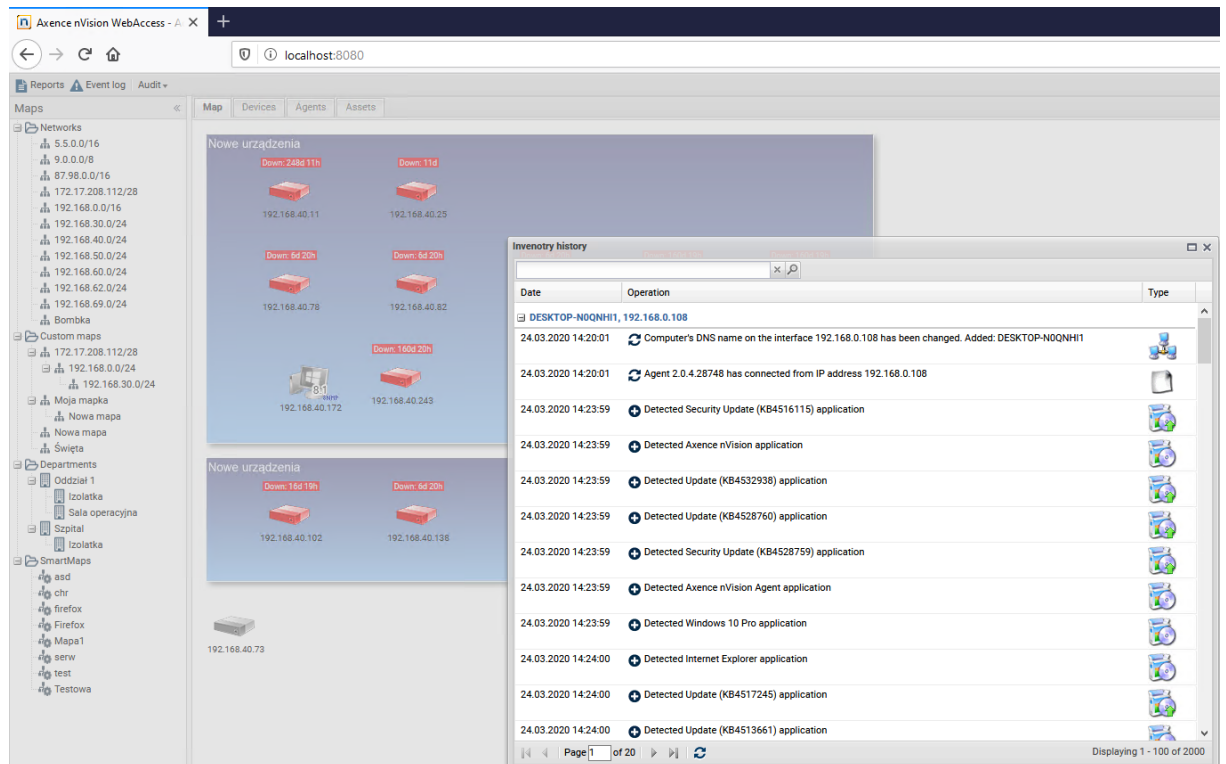 Axence nVision WebAccess - A
localhost:8080
Reports Event log Audit
Maps
Map Devices Agents Assets
Networks
5.5.0.0/16
9.0.0.0/8
87.98.0.0/16
172.17.208.112/28
192.168.0.0/16
192.168.30.0/24
192.168.40.0/24
192.168.50.0/24
192.168.60.0/24
192.168.62.0/24
192.168.69.0/24
Bombka
Custom maps
172.17.208.112/28
192.168.0.0/24
192.168.30.0/24
Moja mapka
Nowa mapa
Nowa mapa
Święta
Departments
Oddział 1
Izolatka
Sala operacyjna
Szpital
Izolatka
SmartMaps
asd
chr
firefox
Firefox
Mapa1
serw
test
Testowa
Nowe urządzenia
Down: 248d 11h Down: 11d
192.168.40.11 192.168.40.25
Down: 6d 20h Down: 6d 20h
192.168.40.78 192.168.40.82
Down: 160d 20h
8.1
192.168.40.172 192.168.40.243
Nowe urządzenia
Down: 16d 19h Down: 6d 20h
192.168.40.102 192.168.40.138
192.168.40.73
Invenotry history
Date Operation Type
DESKTOP-N0QNHI1, 192.168.0.108
24.03.2020 14:20:01 Computer's DNS name on the interface 192.168.0.108 has been changed. Added: DESKTOP-N0QNHI1
24.03.2020 14:20:01 Agent 2.0.4.28748 has connected from IP address 192.168.0.108
24.03.2020 14:23:59 Detected Security Update (KB4516115) application
24.03.2020 14:23:59 Detected Axence nVision application
24.03.2020 14:23:59 Detected Update (KB4532938) application
24.03.2020 14:23:59 Detected Update (KB4528760) application
24.03.2020 14:23:59 Detected Security Update (KB4528759) application
24.03.2020 14:23:59 Detected Axence nVision Agent application
24.03.2020 14:23:59 Detected Windows 10 Pro application
24.03.2020 14:24:00 Detected Internet Explorer application
24.03.2020 14:24:00 Detected Update (KB4517245) application
24.03.2020 14:24:00 Detected Update (KB4513661) application
Page 1 of 20 Displaying 1 - 100 of 2000